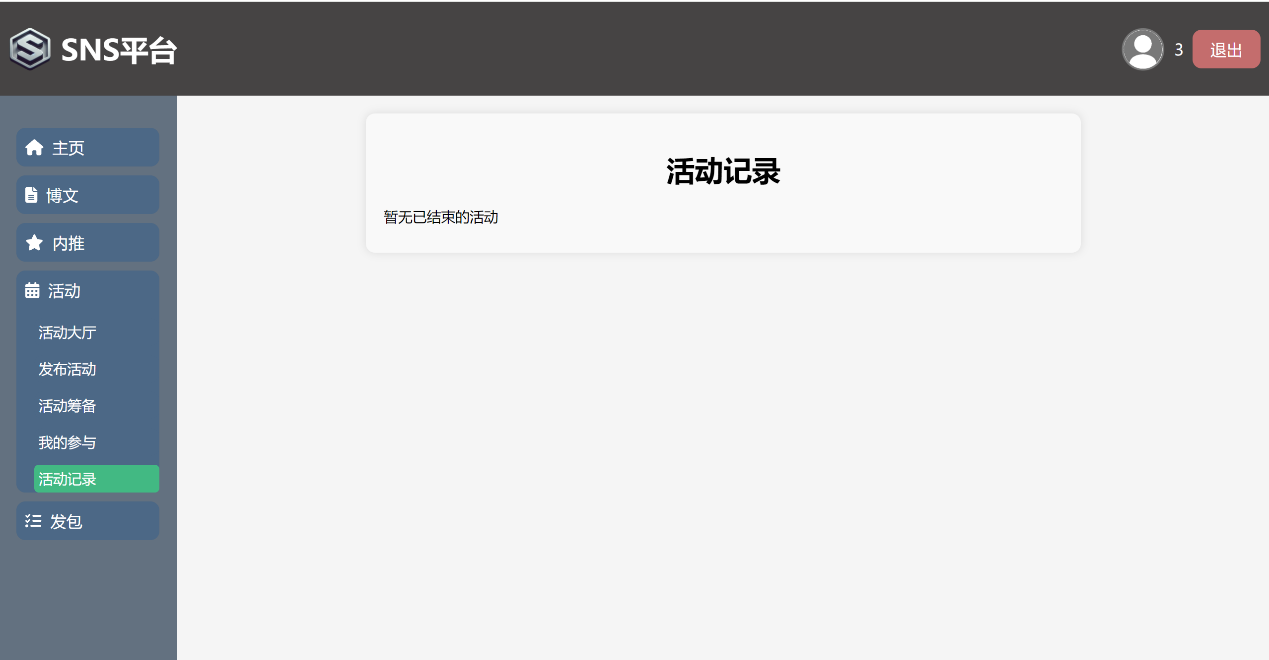 SNS平台
3
退出
主页
博文
内推
活动
活动大厅
发布活动
活动筹备
我的参与
活动记录
发包
活动记录
暂无已结束的活动